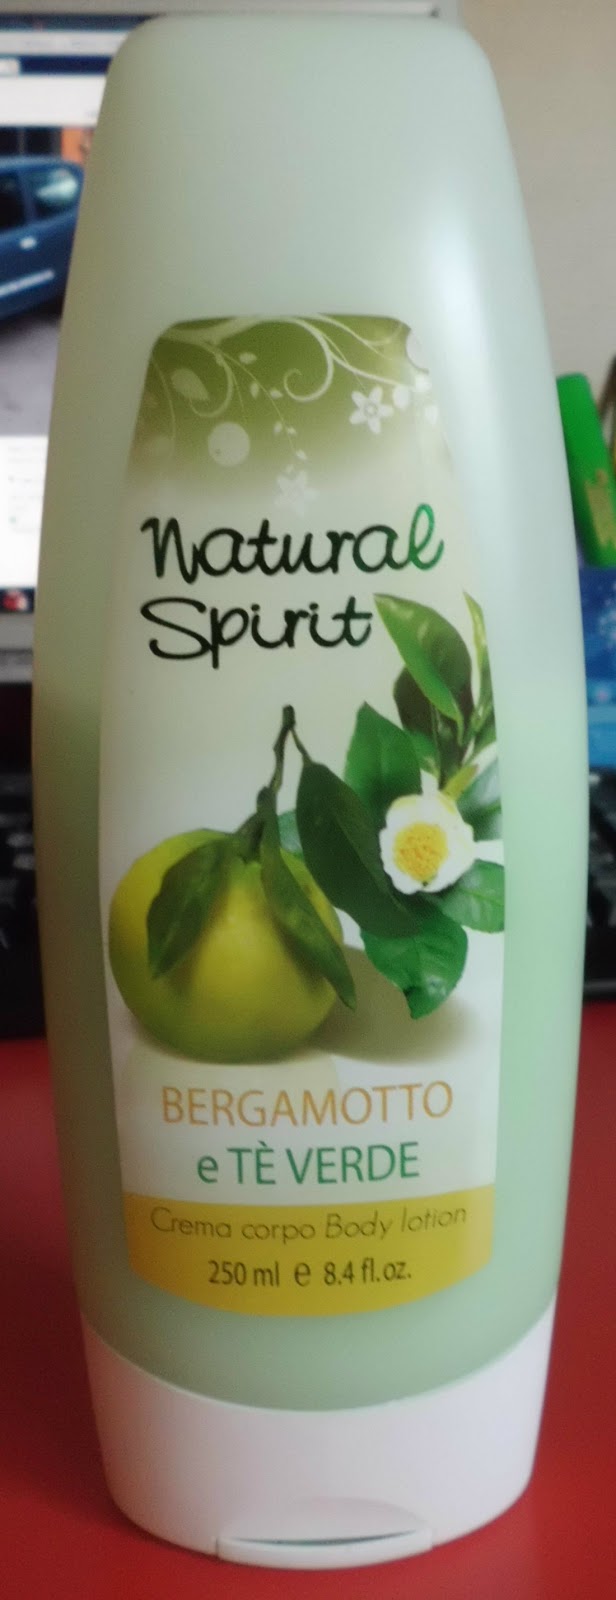 Natural
Spirit
BERGAMOTTO
e TÈ VERDE
Crema corpo Body lotion
250 ml e 8.4 fl.oz.